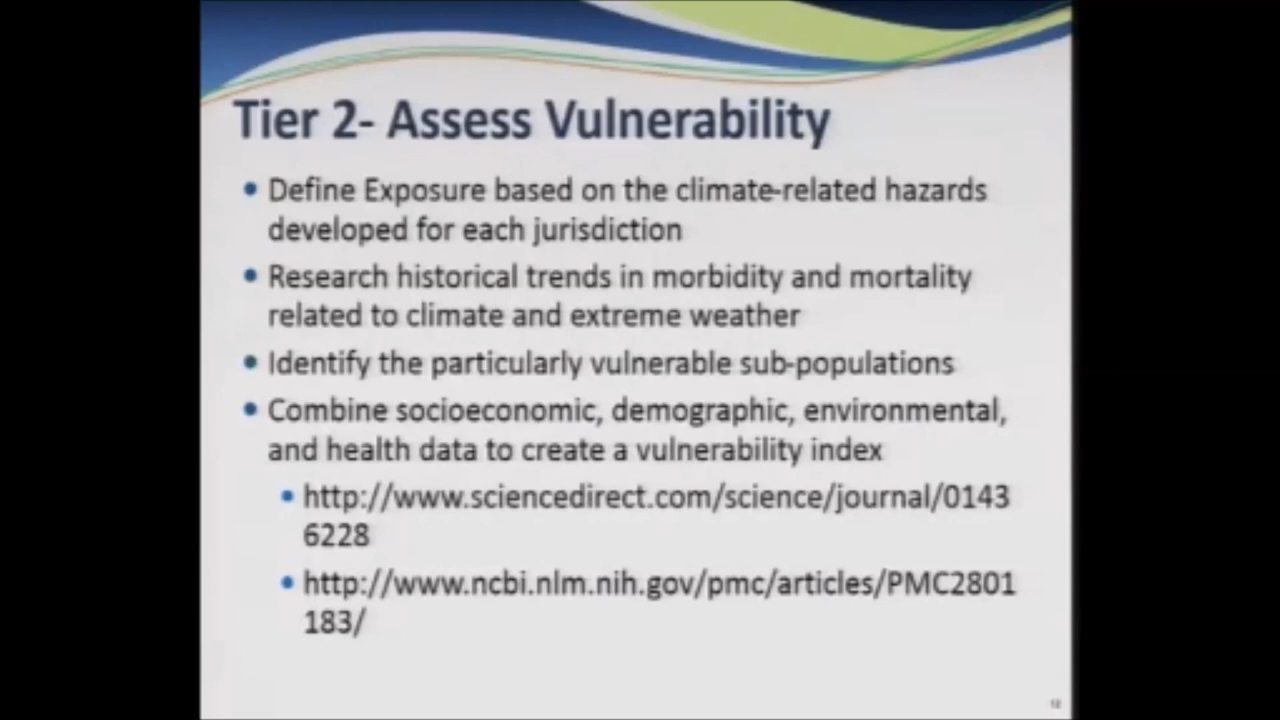 Tier 2- Assess Vulnerability
• Define Exposure based on the climate-related hazards
developed for each jurisdiction
• Research historical trends in morbidity and mortality
related to climate and extreme weather
• Identify the particularly vulnerable sub-populations
• Combine socioeconomic, demographic, environmental,
and health data to create a vulnerability index
• http://www.sciencedirect.com/science/journal/0143
6228
• http://www.ncbi.nlm.nih.gov/pmc/articles/PMC2801
183/
12